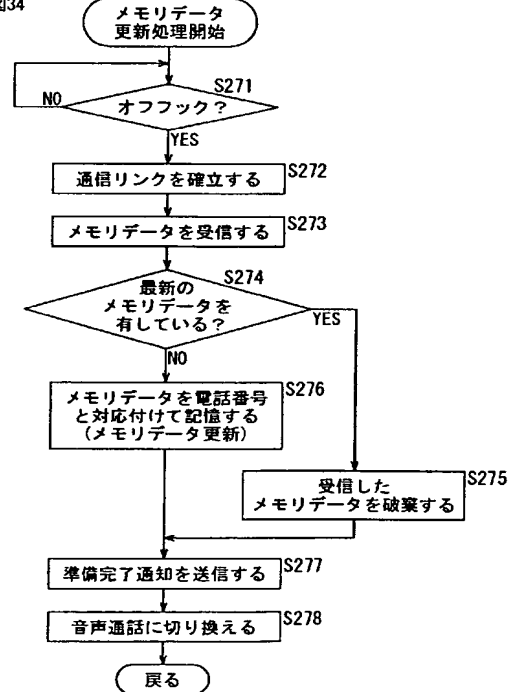 図34
メモリデータ
更新処理開始
S271
オフフック？
NO
YES
S272
通信リンクを確立する
S273
メモリデータを受信する
S274
最新の
メモリデータを
有している？
YES
NO
S276
メモリデータを電話番号
と対応付けて記憶する
(メモリデータ更新)
S275
受信した
メモリデータを破棄する
S277
準備完了通知を送信する
S278
音声通話に切り換える
戻る